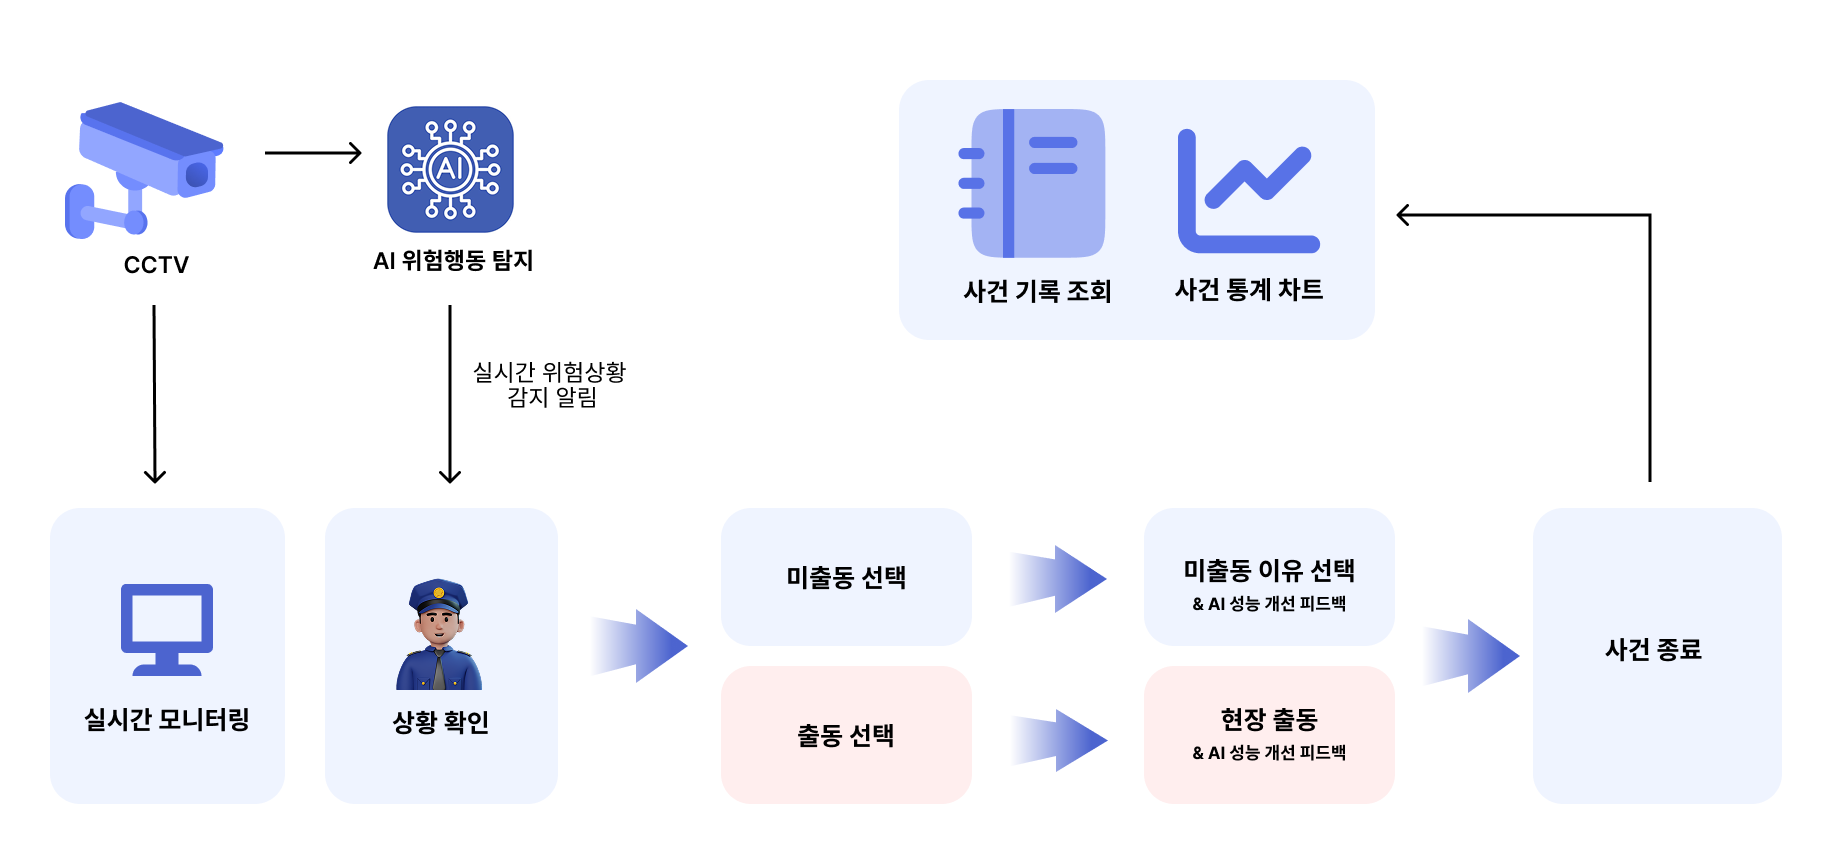 CCTV
AI
AI 위험행동 탐지
실시간 위험상황
감지 알림
사건 기록 조회
사건 통계 차트
실시간 모니터링
상황 확인
미출동 선택
출동 선택
미출동 이유 선택
& AI 성능 개선 피드백
현장 출동
& AI 성능 개선 피드백
사건 종료